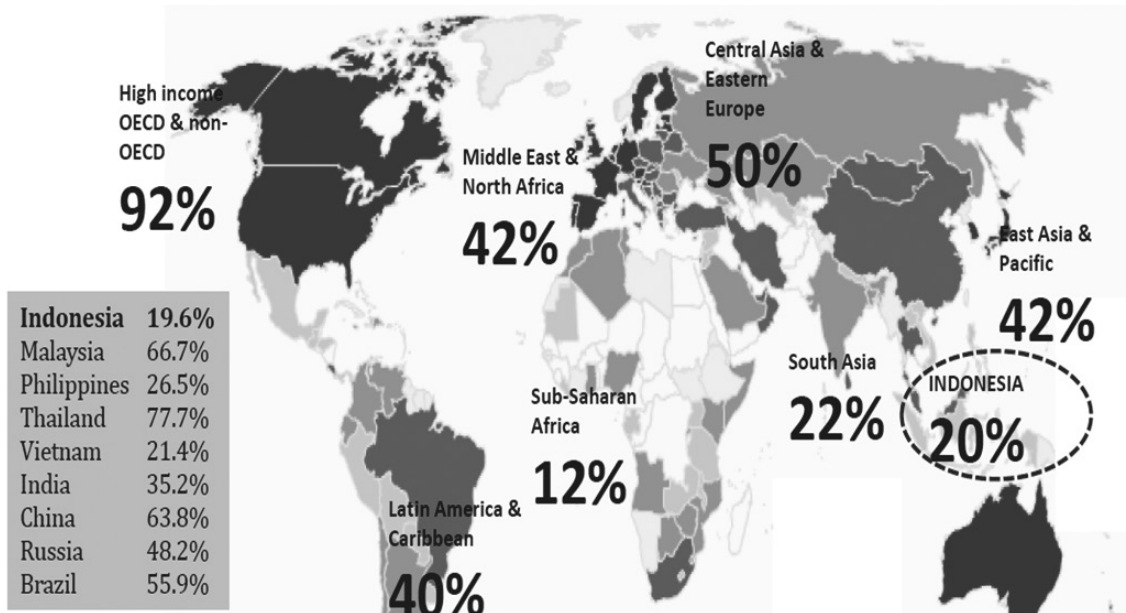 High income
OECD & non-
OECD
92%
Middle East &
North Africa
42%
Central Asia &
Eastern
Europe
50%
East Asia &
Pacific
42%
South Asia
22%
INDONESIA
20%
Sub-Saharan
Africa
12%
Latin America &
Caribbean
40%
Indonesia 19.6%
Malaysia 66.7%
Philippines 26.5%
Thailand 77.7%
Vietnam 21.4%
India 35.2%
China 63.8%
Russia 48.2%
Brazil 55.9%